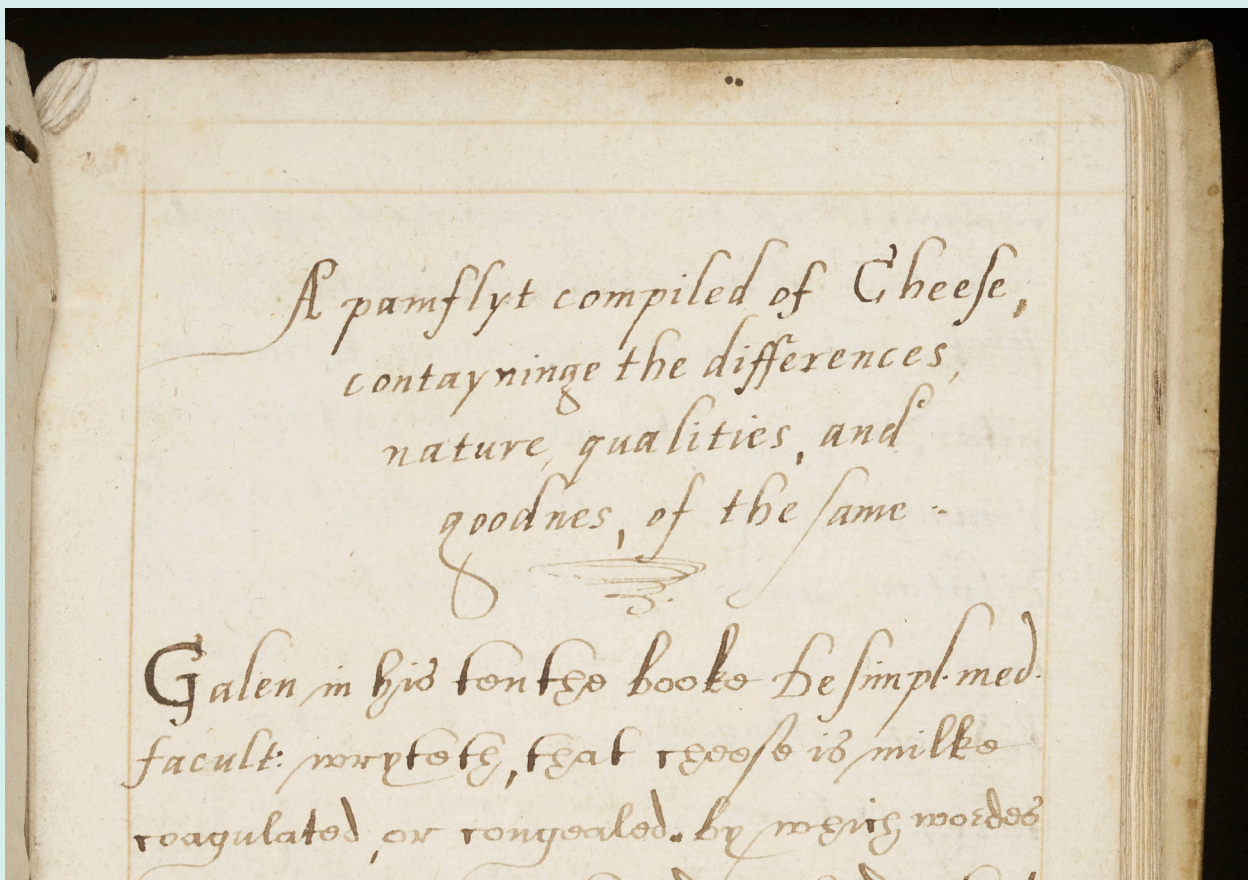 A pamflyt compiled of Cheese,
contayninge the differences,
nature, qualities, and
goodnes, of the same
Galen in his tenthe booke De simpl. med.
facult: wryteth, that cheese is milke
coagulated, or congealed. by which wordes